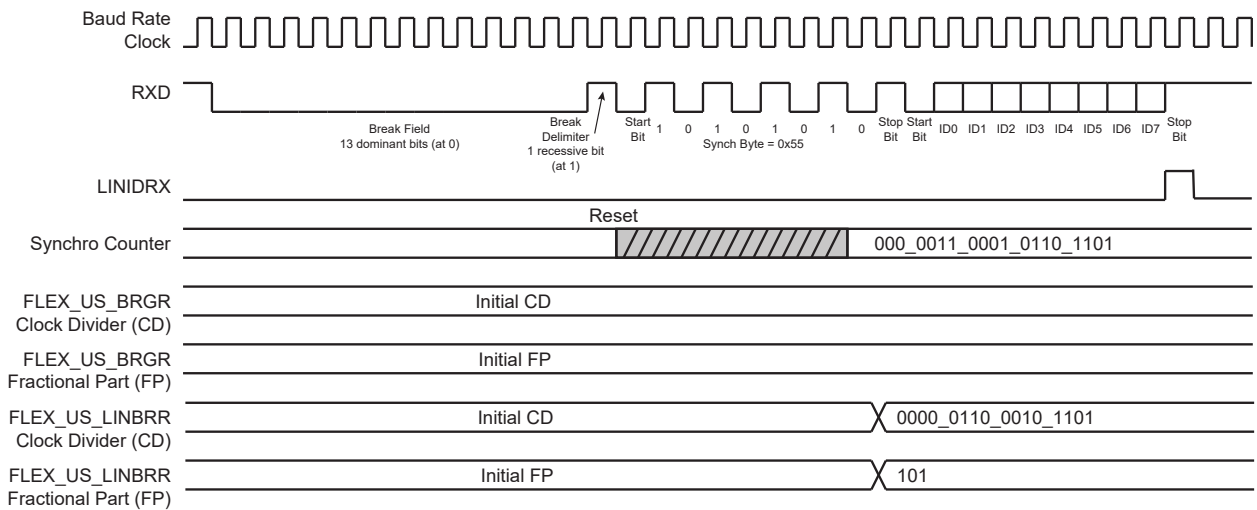 Baud Rate
Clock
RXD
Break Field
13 dominant bits (at 0)
Break
Delimiter
1 recessive bit
(at 1)
Start
Bit
1 0 1 0 1 0 1 0
Synch Byte = 0x55
Stop
Bit
Start
Bit
ID0 ID1 ID2 ID3 ID4 ID5 ID6 ID7
Stop
Bit
LINIDRX
Reset
Synchro Counter
000_0011_0001_0110_1101
FLEX_US_BRGR
Clock Divider (CD)
Initial CD
FLEX_US_BRGR
Fractional Part (FP)
Initial FP
FLEX_US_LINBRR
Clock Divider (CD)
Initial CD
0000_0110_0010_1101
FLEX_US_LINBRR
Fractional Part (FP)
Initial FP
101